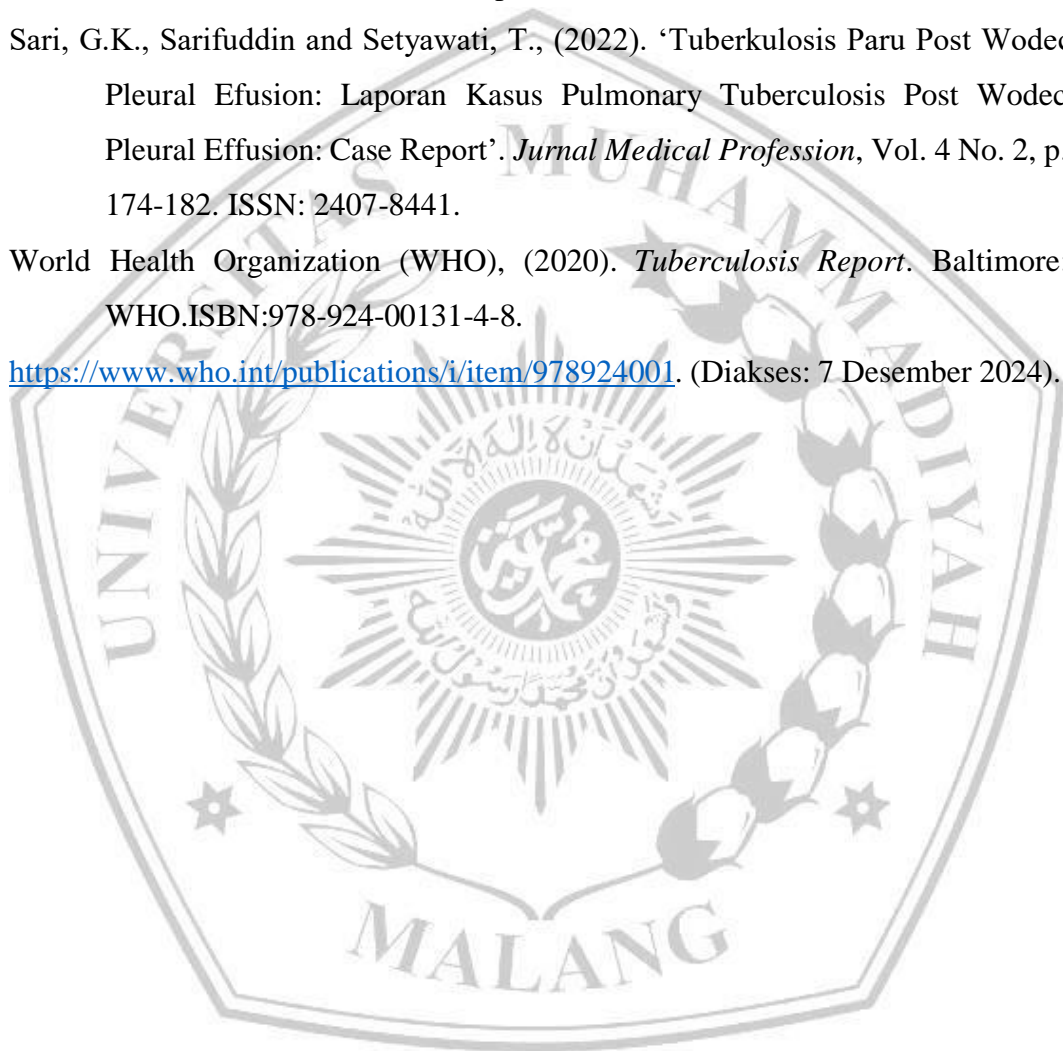 Sari, G.K., Sarifuddin and Setyawati, T., (2022). ‘Tuberkulosis Paru Post Wodec
Pleural Efusion: Laporan Kasus Pulmonary Tuberculosis Post Wodec
Pleural Effusion: Case Report’. Jurnal Medical Profession, Vol. 4 No. 2, p.
174-182. ISSN: 2407-8441.
World Health Organization (WHO), (2020). Tuberculosis Report. Baltimore
WHO.ISBN:978-924-00131-4-8.
https://www.who.int/publications/i/item/978924001. (Diakses: 7 Desember 2024).
UNIVERSITAS MUHAMMADIYAH
MALANG